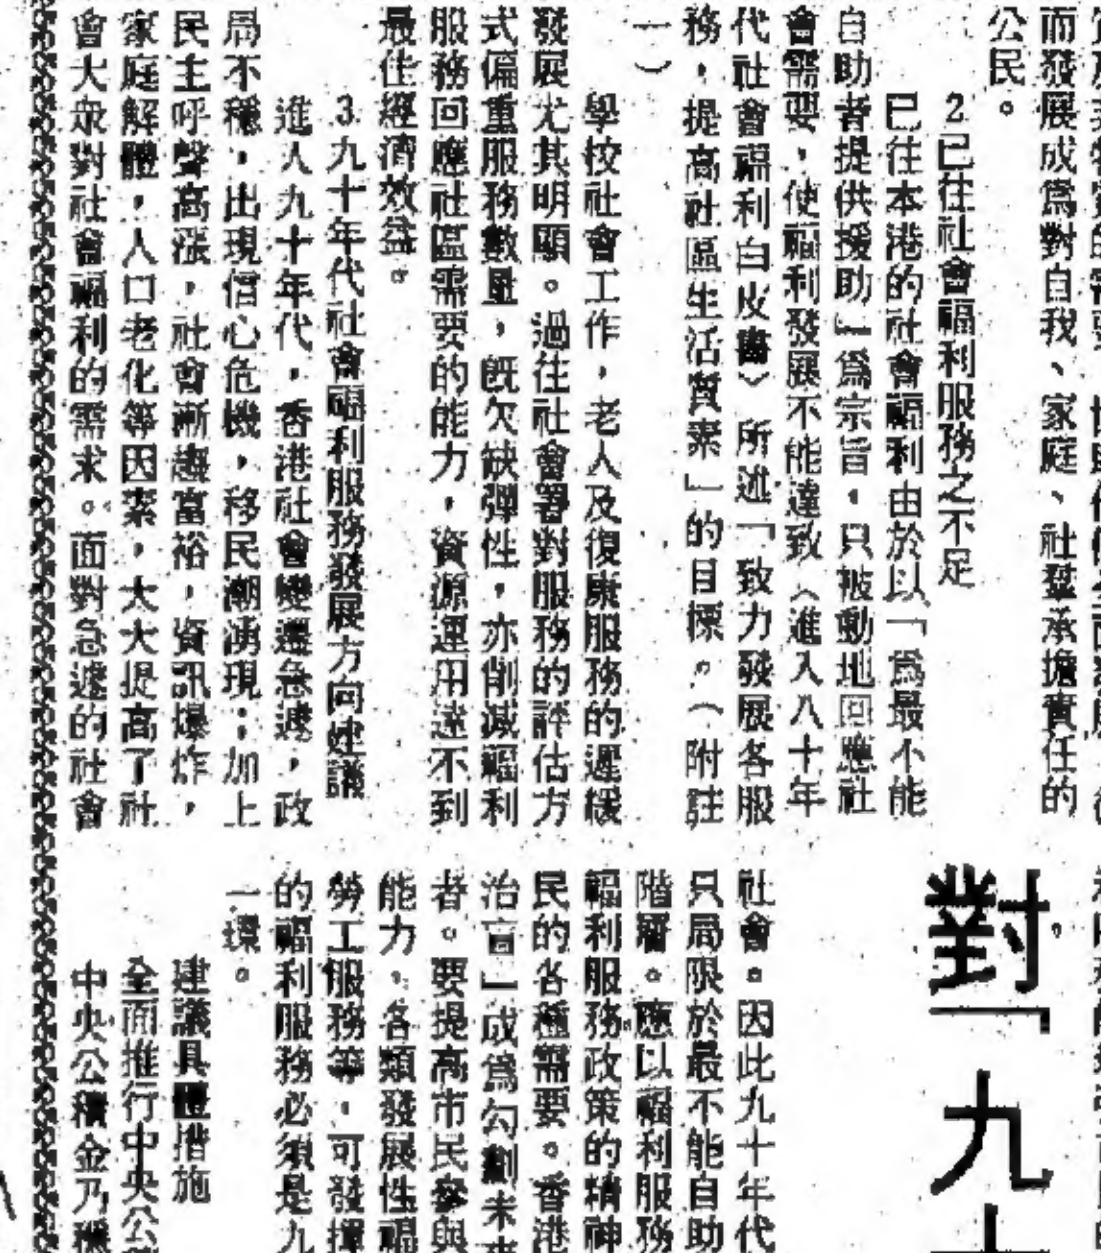 而發展成爲對自我、家庭、社羣承擔責任的
公民。
2已往社會福利服務之不足
已往本港的社會福利由於以「爲最不能
自助者提供援助」爲宗旨,只被動地回應社
會需要,使福利發展不能達致〈進入八十年
代社會福利白皮書〉所述「致力發展各服
務,提高社區生活質素」的目標。(附註
一)
學校社會工作,老人及復康服務的遲緩
發展尤其明顯。過往社會署對服務的評估方
式偏重服務數量,既欠缺彈性,亦削減福利
服務回應社區需要的能力,資源運用達不到
最佳經濟效益。
3.九十年代社會福利服務發展方向建議
進入九十年代,香港社會變遷急遽,政
局不穩,出現信心危機,移民潮湧現;加上
民主呼聲高漲,社會漸趨富裕,資訊爆炸,
家庭解體,人口老化等因素,大大提高了社
會大衆對社會福利的需求。面對急遽的社會
對「九
社會。因此九十年代
只局限於最不能自助
階層。應以福利服務
福利服務政策的精神
民的各種需要。香港
治盲」成爲勾劃未來
者。要提高市民參與
能力,各類發展性福
勞工服務等,可發揮
的福利服務必須是九
一環。
建議具體措施
全面推行中央公
中央公積金乃